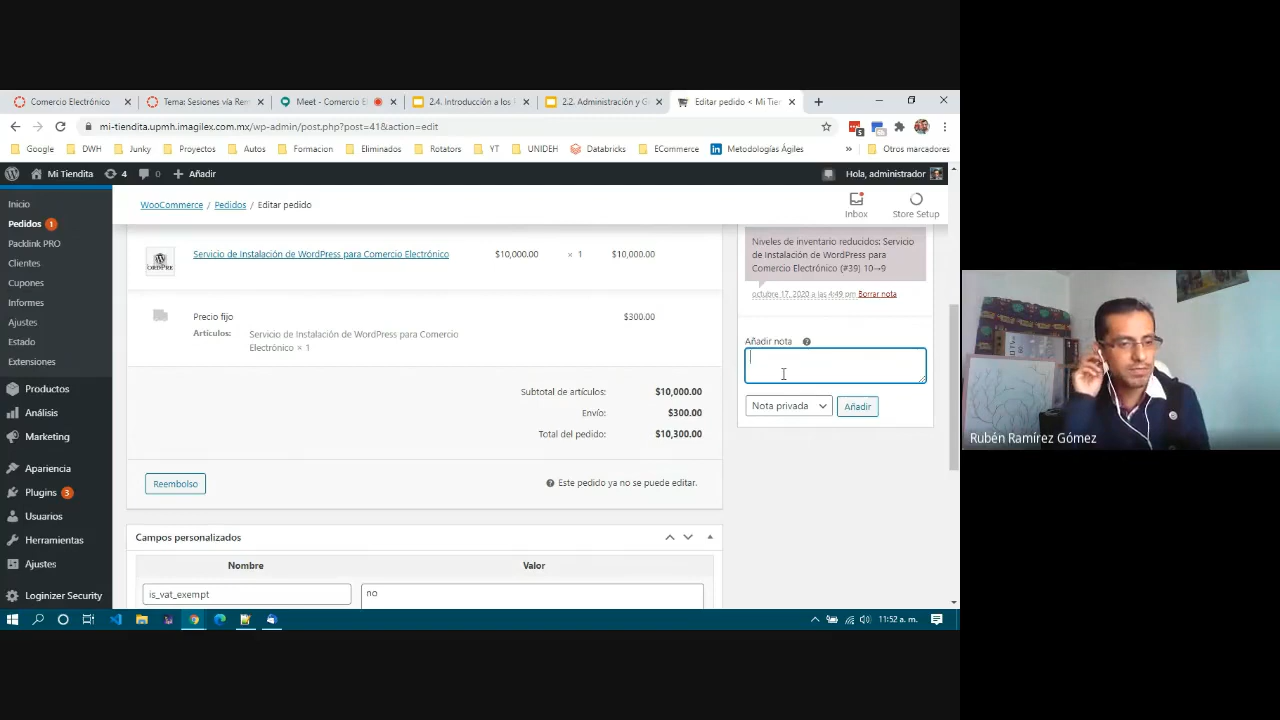 Comercio Electrónico
Tema: Sesiones vía Rem
Meet - Comercio E
2.4. Introducción a los
2.2. Administración y G
Editar pedido < Mi Tien
mi-tiendita.upmh.imagilex.com.mx/wp-admin/post.php?post=41&action=edit
5
Google
DWH
Junky
Proyectos
Autos
Formacion
Eliminados
Rotators
YT
UNIDEH
Databricks
ECommerce
Metodologías Ágiles
»
Otros marcadores
Mi Tiendita
4
0
Añadir
Hola, administrador
Inicio
Pedidos 1
Packlink PRO
Clientes
Cupones
Informes
Ajustes
Estado
Extensiones
Productos
Análisis
Marketing
Apariencia
Plugins 3
Usuarios
Herramientas
Ajustes
Loginizer Security
WooCommerce / Pedidos / Editar pedido
Inbox
Store Setup
Servicio de Instalación de WordPress para Comercio Electrónico
$10,000.00
× 1
$10,000.00
Precio fijo
$300.00
Artículos:
Servicio de Instalación de WordPress para Comercio
Electrónico × 1
Subtotal de artículos: $10,000.00
Envío: $300.00
Total del pedido: $10,300.00
Reembolso
Este pedido ya no se puede editar.
Campos personalizados
Nombre
Valor
is_vat_exempt
no
Niveles de inventario reducidos: Servicio
de Instalación de WordPress para
Comercio Electrónico (#39) 10→9
octubre 17, 2020 a las 4:49 pm Borrar nota
Añadir nota
Nota privada
Añadir
11:52 a. m.
Rubén Ramírez Gómez